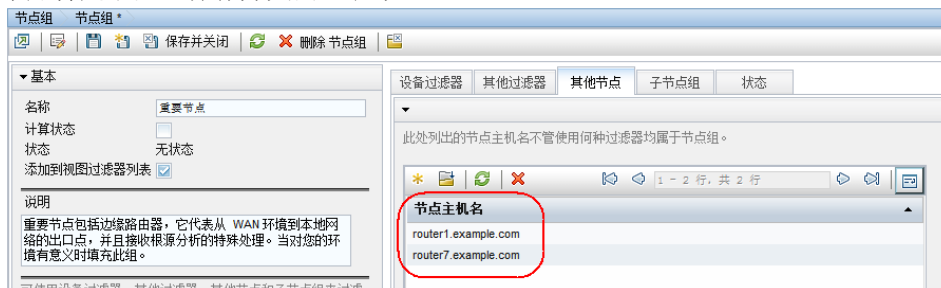 节点组 节点组 *
保存并关闭 删除 节点组
基本
名称 重要节点
计算状态
状态 无状态
添加到视图过滤器列表
说明
重要节点包括边缘路由器，它代表从 WAN 环境到本地网
络的出口点，并且接收根源分析的特殊处理。当对您的环
境有意义时填充此组。
设备过滤器 其他过滤器 其他节点 子节点组 状态
此处列出的节点主机名不管使用何种过滤器均属于节点组。
1 - 2 行，共 2 行
节点主机名
router1.example.com
router7.example.com